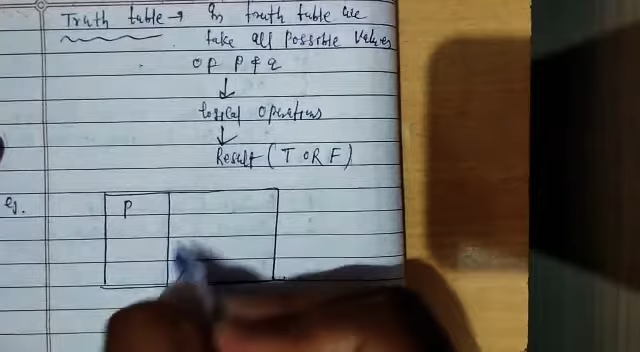 Truth table → In truth table we
take all possible values
of p & q
↓
logical operations
↓
Result (T OR F)
eg.
P